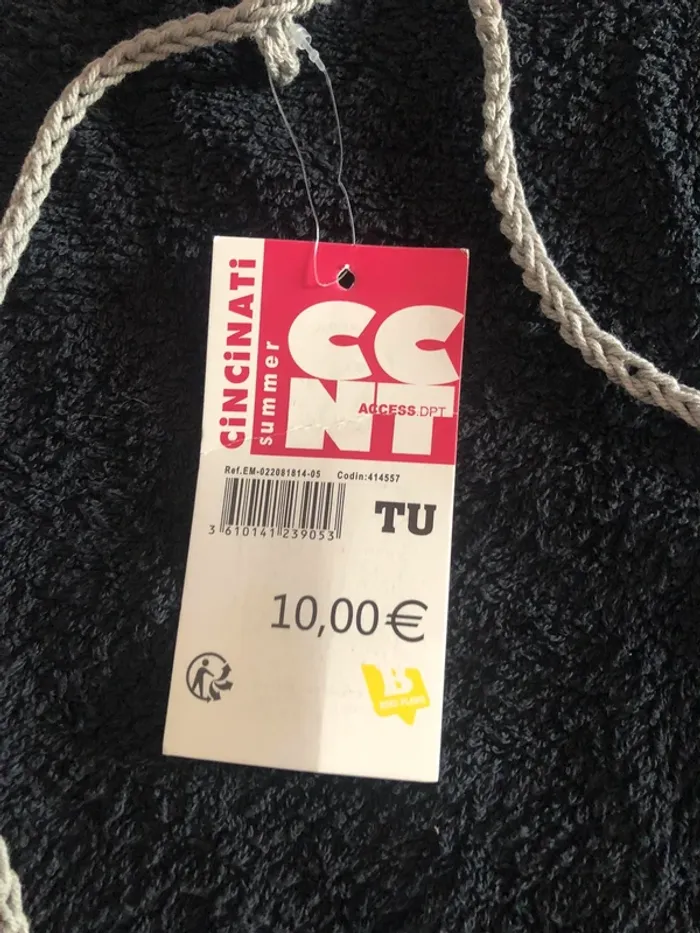 CiNCiNATi
summer
CC
NT
ACCESS.DPT
Ref.EM-022081814-05 Codin:414557
3 610141 239053
TU
10,00€
B